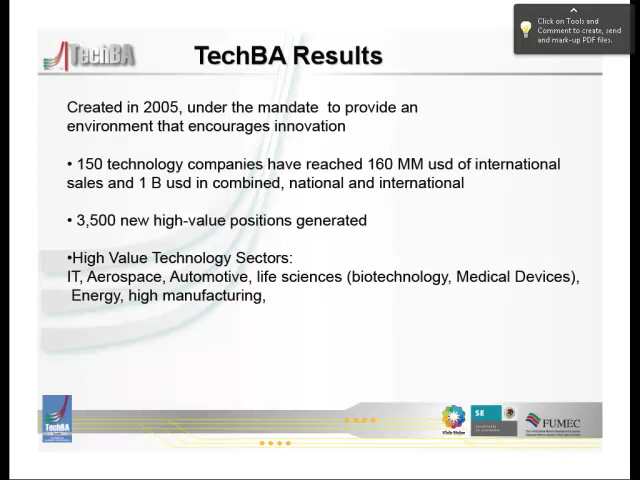 Click on Tools and
Comment to create, send
and mark-up PDF files.
TechBA
TechBA Results
Created in 2005, under the mandate to provide an
environment that encourages innovation
• 150 technology companies have reached 160 MM usd of international
sales and 1 B usd in combined, national and international
• 3,500 new high-value positions generated
•High Value Technology Sectors:
IT, Aerospace, Automotive, life sciences (biotechnology, Medical Devices),
Energy, high manufacturing,
TechBA
Vivir Mejor
SE
FUMEC